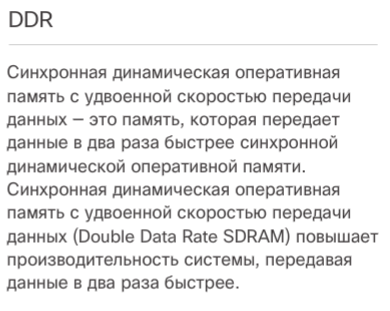 DDR
Синхронная динамическая оперативная
память с удвоенной скоростью передачи
данных – это память, которая передает
данные в два раза быстрее синхронной
динамической оперативной памяти.
Синхронная динамическая оперативная
память с удвоенной скоростью передачи
данных (Double Data Rate SDRAM) повышает
производительность системы, передавая
данные в два раза быстрее.